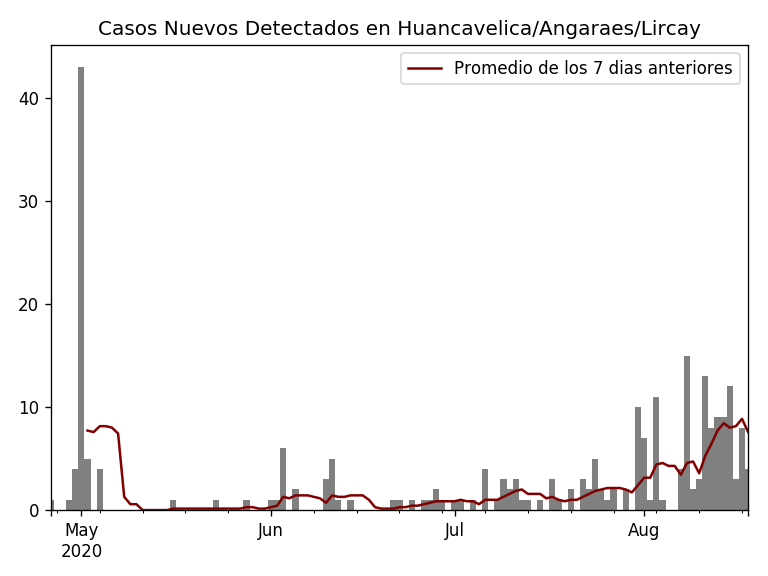 Casos Nuevos Detectados en Huancavelica/Angaraes/Lircay
Promedio de los 7 dias anteriores
40
30
20
10
0
May Jun Jul Aug
2020